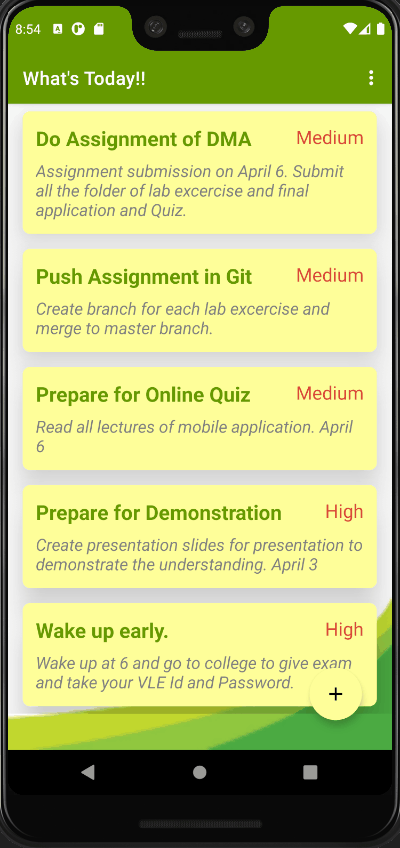 8:54
What's Today!!
Do Assignment of DMA Medium
Assignment submission on April 6. Submit
all the folder of lab excercise and final
application and Quiz.
Push Assignment in Git Medium
Create branch for each lab excercise and
merge to master branch.
Prepare for Online Quiz Medium
Read all lectures of mobile application. April
6
Prepare for Demonstration High
Create presentation slides for presentation to
demonstrate the understanding. April 3
Wake up early. High
Wake up at 6 and go to college to give exam
and take your VLE Id and Password.
+